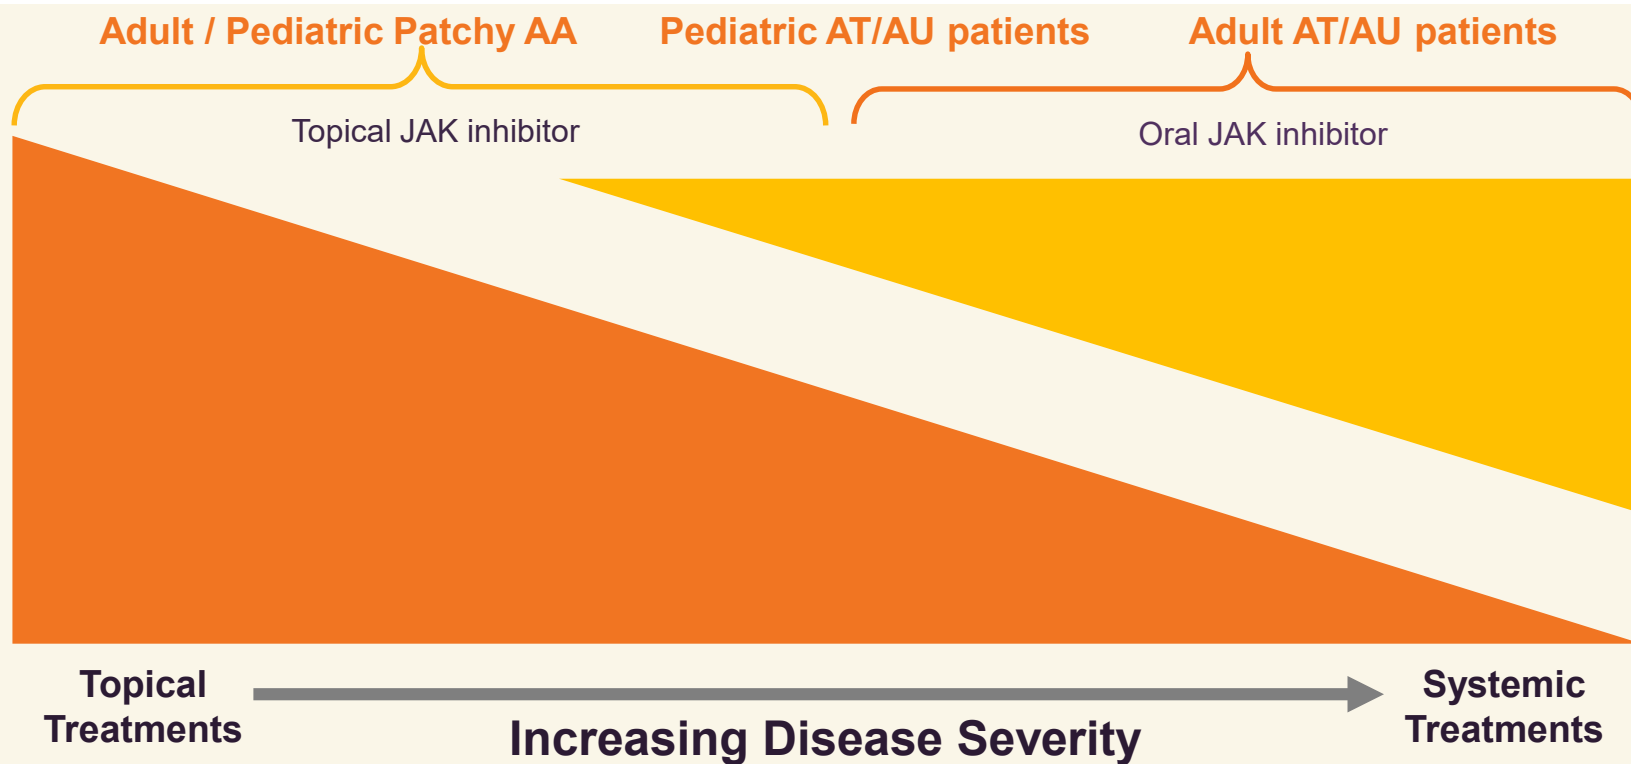 Adult / Pediatric Patchy AA
Pediatric AT/AU patients
Adult AT/AU patients
Topical JAK inhibitor
Oral JAK inhibitor
Topical
Treatments
Increasing Disease Severity
Systemic
Treatments